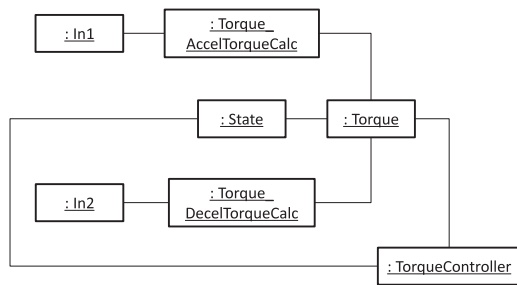 : In1
: Torque_
AccelTorqueCalc
: State
: Torque
: In2
: Torque_
DecelTorqueCalc
: TorqueController